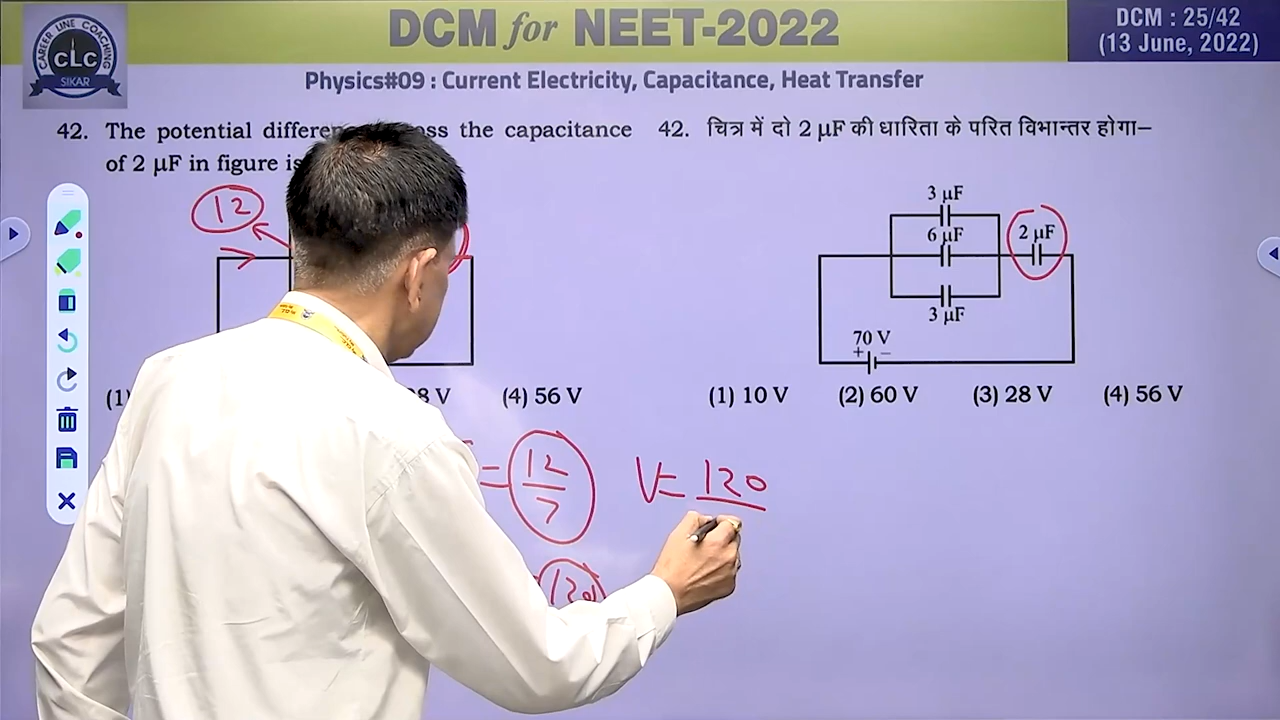 DCM for NEET-2022
DCM : 25/42
(13 June, 2022)
CAREER LINE COACHING
CLC
SIKAR
Physics#09 : Current Electricity, Capacitance, Heat Transfer
42. The potential the capacitance
of 2 μF in figure is
12
(1)
8 V
(4) 56 V
42. चित्र में दो 2 μF की धारिता के परित विभान्तर होगा–
3 μF
6 μF
2 μF
3 μF
70 V
+ –
(1) 10 V (2) 60 V (3) 28 V (4) 56 V
= 12/7
V= 120
120